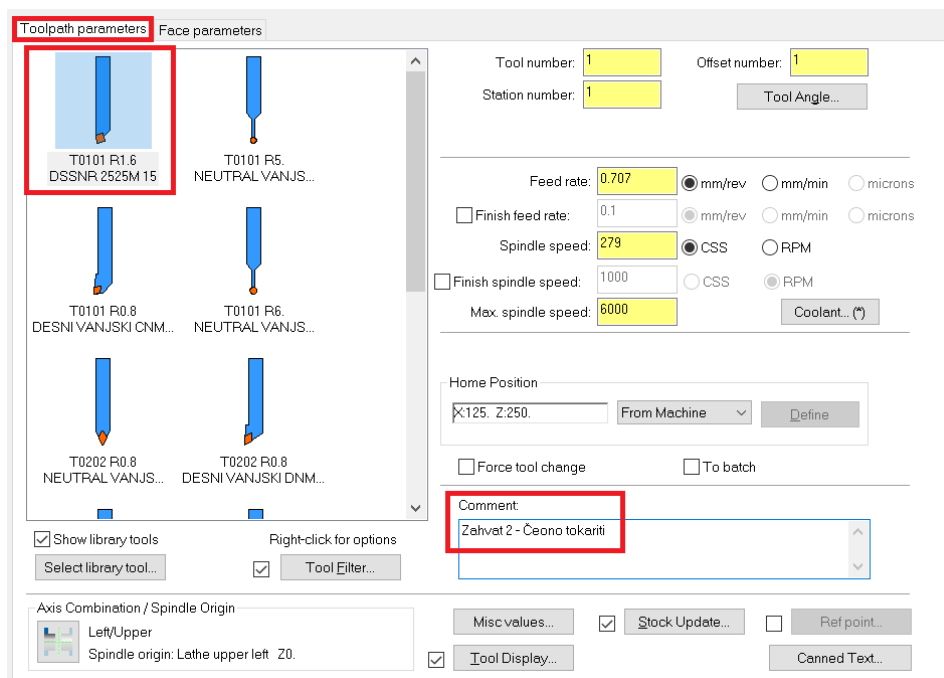 Toolpath parameters
Face parameters
T0101 R1.6
DSSNR 2525M 15
T0101 R5.
NEUTRAL VANJS...
T0101 R0.8
DESNI VANJSKI CNM...
T0101 R6.
NEUTRAL VANJS...
T0202 R0.8
NEUTRAL VANJS...
T0202 R0.8
DESNI VANJSKI DNM...
Show library tools
Right-click for options
Select library tool...
Tool Filter...
Axis Combination / Spindle Origin
Left/Upper
Spindle origin: Lathe upper left Z0.
Tool number: 1
Offset number: 1
Station number: 1
Tool Angle...
Feed rate: 0.707 mm/rev mm/min microns
Finish feed rate: 0.1 mm/rev mm/min microns
Spindle speed: 279 CSS RPM
Finish spindle speed: 1000 CSS RPM
Max. spindle speed: 6000
Coolant... (*)
Home Position
X:125. Z:250.
From Machine
Define
Force tool change
To batch
Comment:
Zahvat 2 - Čeono tokariti
Misc values...
Stock Update...
Ref point...
Tool Display...
Canned Text...